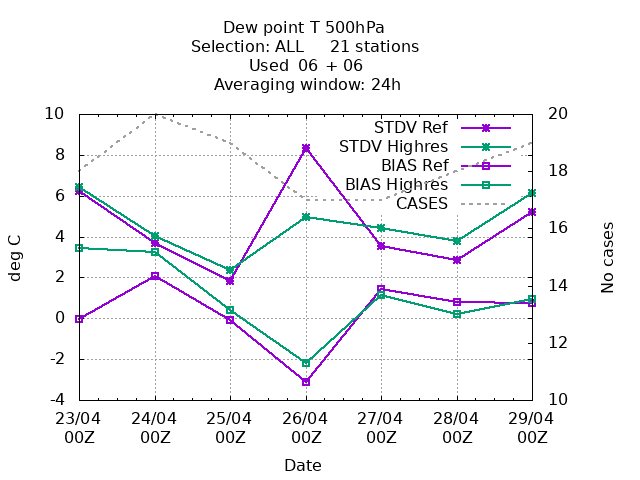 Dew point T 500hPa
Selection: ALL     21 stations
Used  06 + 06
Averaging window: 24h
10
8
6
4
2
0
-2
-4
deg C
20
18
16
14
12
10
No cases
STDV Ref
STDV Highres
BIAS Ref
BIAS Highres
CASES
23/04 24/04 25/04 26/04 27/04 28/04 29/04
00Z 00Z 00Z 00Z 00Z 00Z 00Z
Date